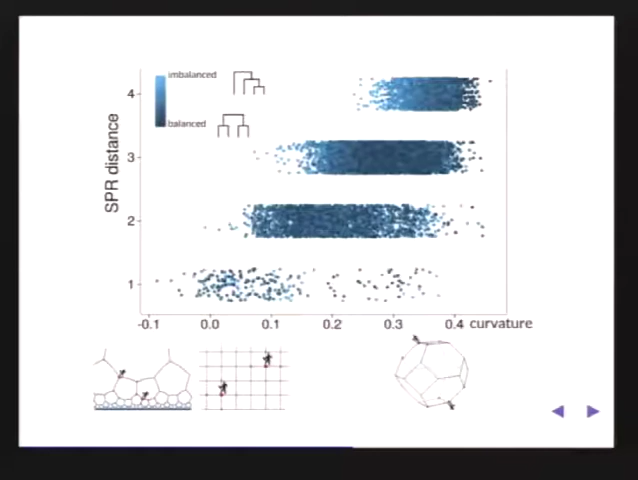 imbalanced
balanced
SPR distance
4
3
2
1
-0.1 0.0 0.1 0.2 0.3 0.4 curvature